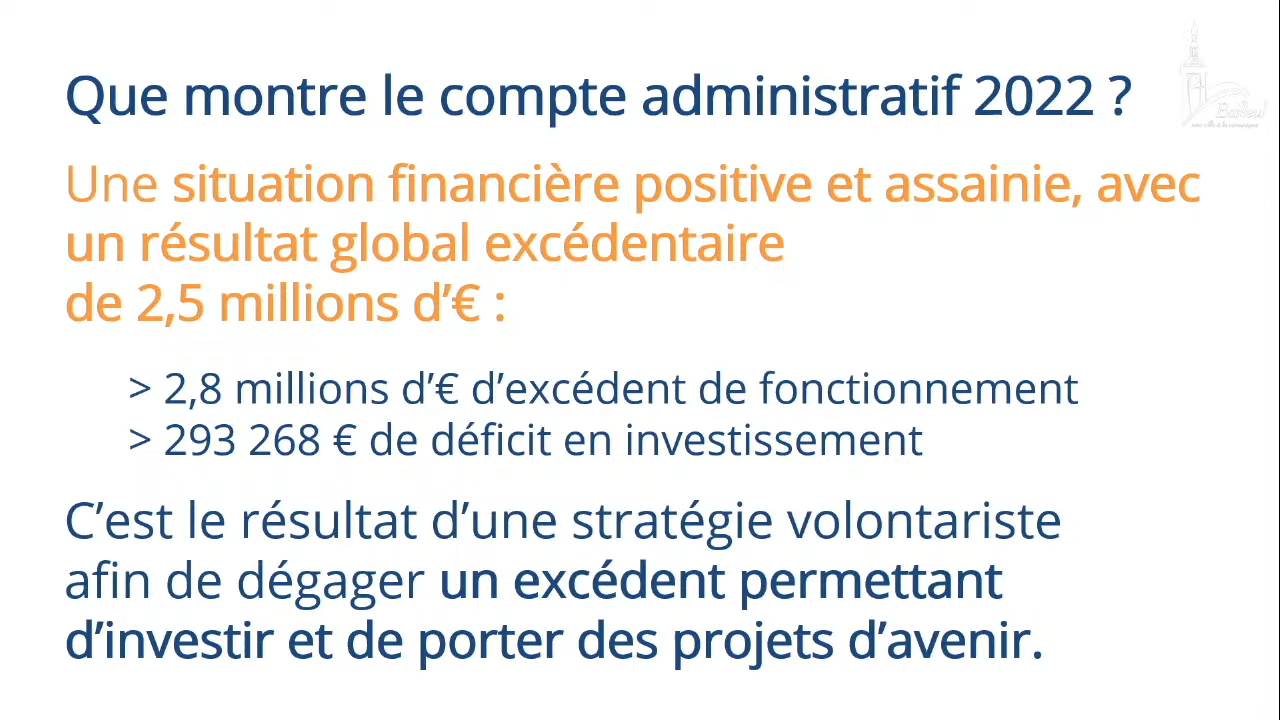 Que montre le compte administratif 2022 ?
Une situation financière positive et assainie, avec
un résultat global excédentaire
de 2,5 millions d’€ :
> 2,8 millions d’€ d’excédent de fonctionnement
> 293 268 € de déficit en investissement
C’est le résultat d’une stratégie volontariste
afin de dégager un excédent permettant
d’investir et de porter des projets d’avenir.